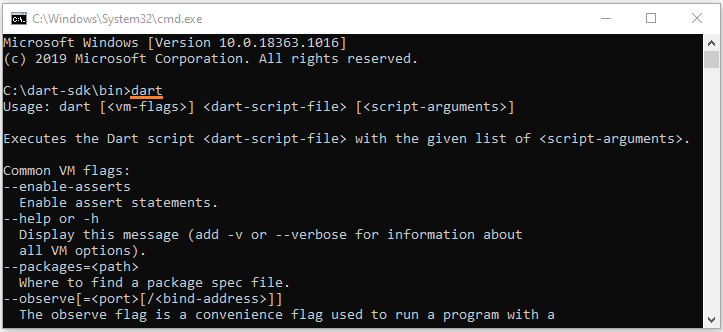 C:\Windows\System32\cmd.exe
Microsoft Windows [Version 10.0.18363.1016]
(c) 2019 Microsoft Corporation. All rights reserved.
C:\dart-sdk\bin>dart
Usage: dart [<vm-flags>] <dart-script-file> [<script-arguments>]
Executes the Dart script <dart-script-file> with the given list of <script-arguments>.
Common VM flags:
--enable-asserts
  Enable assert statements.
--help or -h
  Display this message (add -v or --verbose for information about
  all VM options).
--packages=<path>
  Where to find a package spec file.
--observe[=<port>[/<bind-address>]]
  The observe flag is a convenience flag used to run a program with a